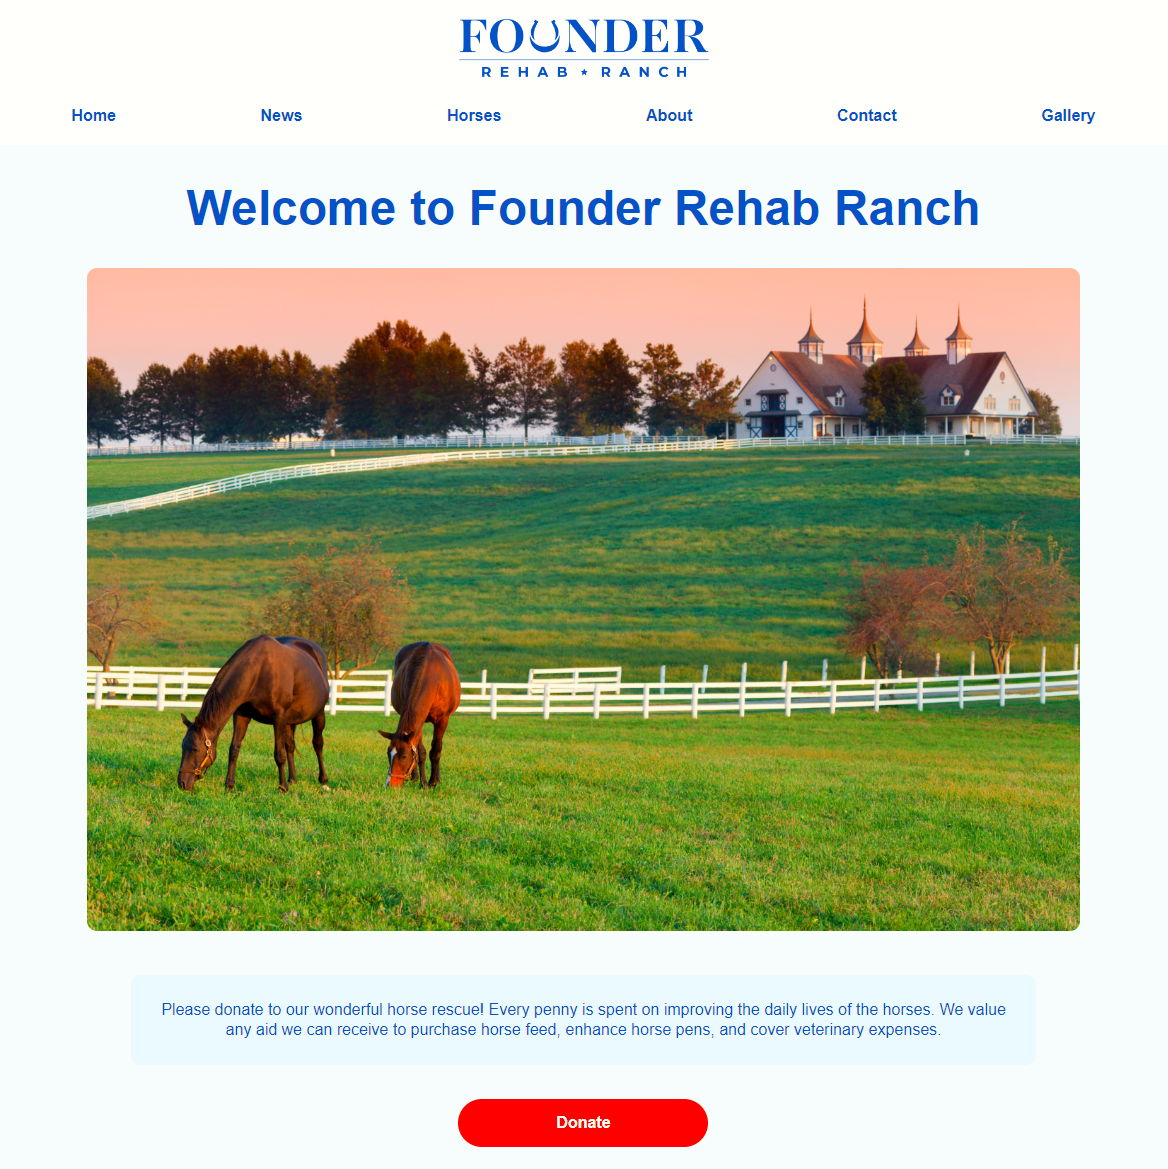 FOUNDER
REHAB ★ RANCH
Home News Horses About Contact Gallery
Welcome to Founder Rehab Ranch
Please donate to our wonderful horse rescue! Every penny is spent on improving the daily lives of the horses. We value
any aid we can receive to purchase horse feed, enhance horse pens, and cover veterinary expenses.
Donate